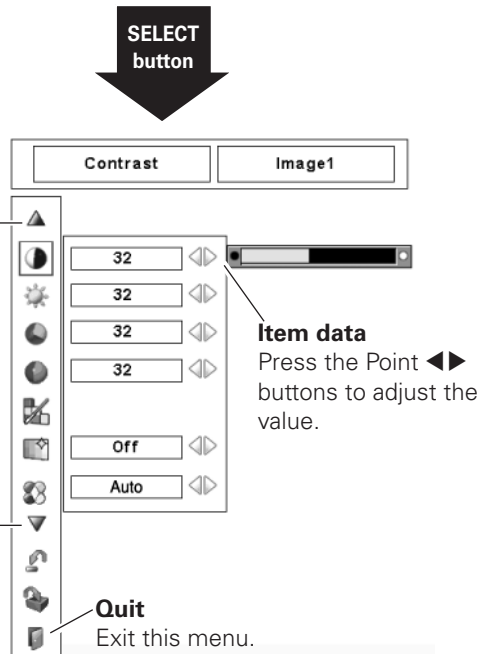 SELECT
button
Contrast Image1
32
32
32
32
Off
Auto
Item data
Press the Point ◀▶
buttons to adjust the
value.
Quit
Exit this menu.